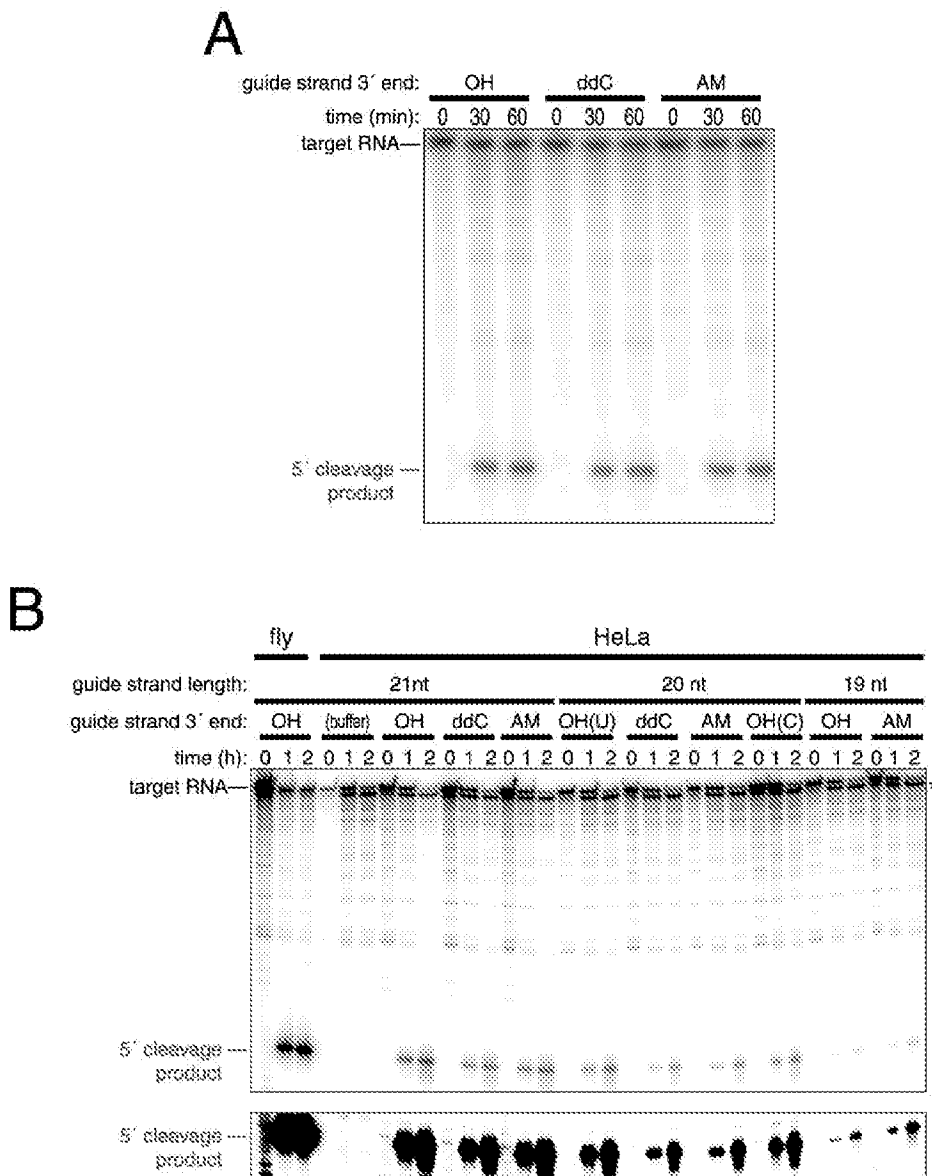 A
guide strand 3´ end: OH ddC AM
time (min): 0 30 60 0 30 60 0 30 60
target RNA
5´ cleavage
product
B
fly HeLa
guide strand length: 21nt 20 nt 19 nt
guide strand 3´ end: OH (buffer) OH ddC AM OH(U) ddC AM OH(C) OH AM
time (h): 0 1 2 0 1 2 0 1 2 0 1 2 0 1 2 0 1 2 0 1 2 0 1 2 0 1 2 0 1 2 0 1 2
target RNA
5´ cleavage
product
5´ cleavage
product